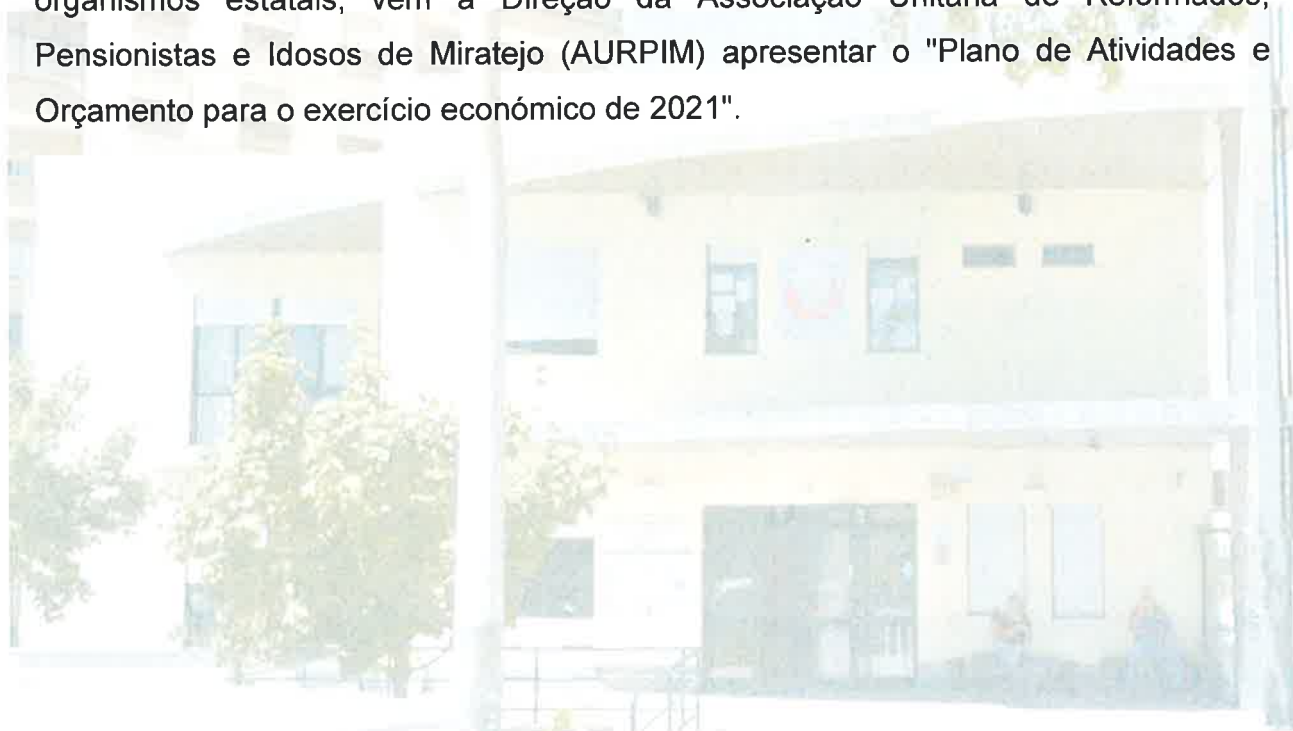 organismos estatais, vem a Direção da Associação Unitária de Reformados,
Pensionistas e Idosos de Miratejo (AURPIM) apresentar o "Plano de Atividades e
Orçamento para o exercício económico de 2021".